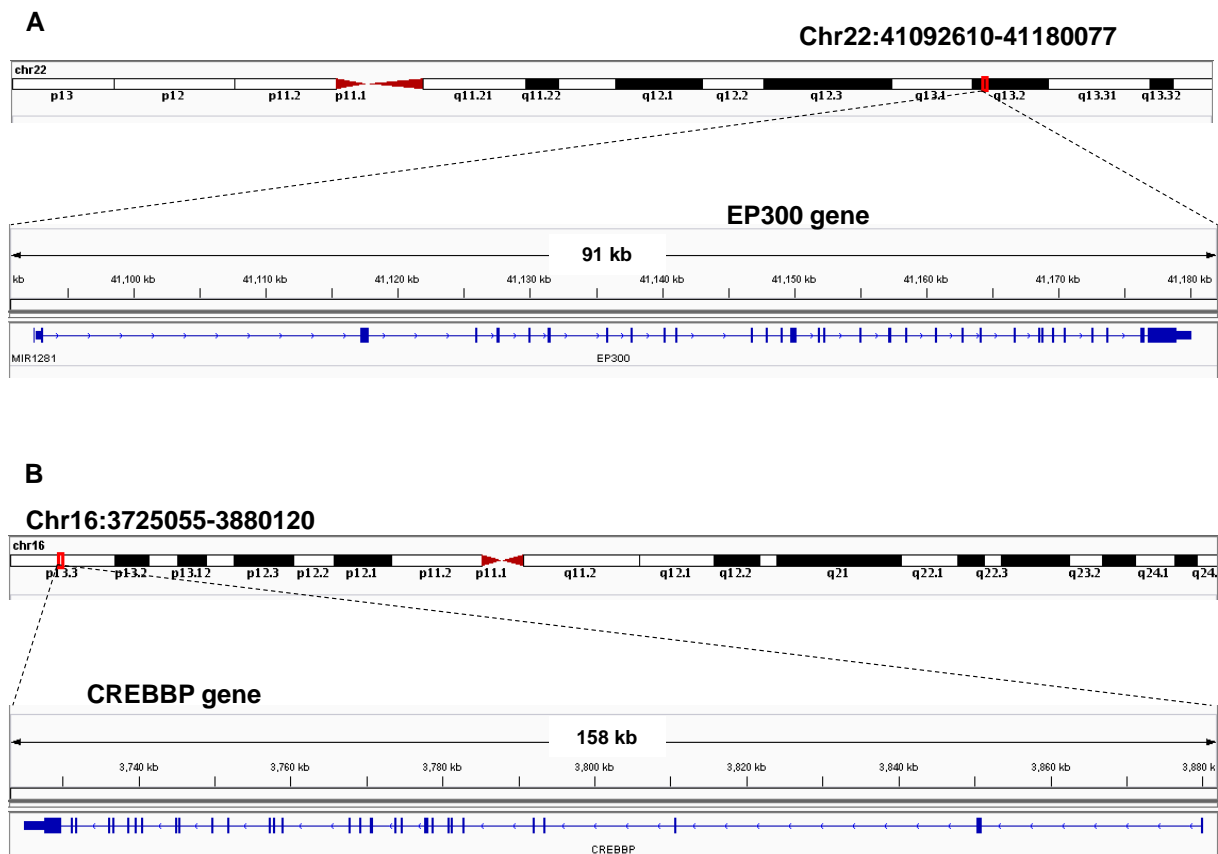 A
Chr22:41092610-41180077
chr22
p13 p12 p11.2 p11.1 q11.21 q11.22 q12.1 q12.2 q12.3 q13.1 q13.2 q13.31 q13.32
EP300 gene
91 kb
kb 41,100 kb 41,110 kb 41,120 kb 41,130 kb 41,140 kb 41,150 kb 41,160 kb 41,170 kb 41,180 kb
MIR1281 EP300
B
Chr16:3725055-3880120
chr16
p13.3 p13.2 p13.12 p12.3 p12.2 p12.1 p11.2 p11.1 q11.2 q12.1 q12.2 q21 q22.1 q22.3 q23.2 q24.1 q24.
CREBBP gene
158 kb
3,740 kb 3,760 kb 3,780 kb 3,800 kb 3,820 kb 3,840 kb 3,860 kb 3,880 k
CREBBP